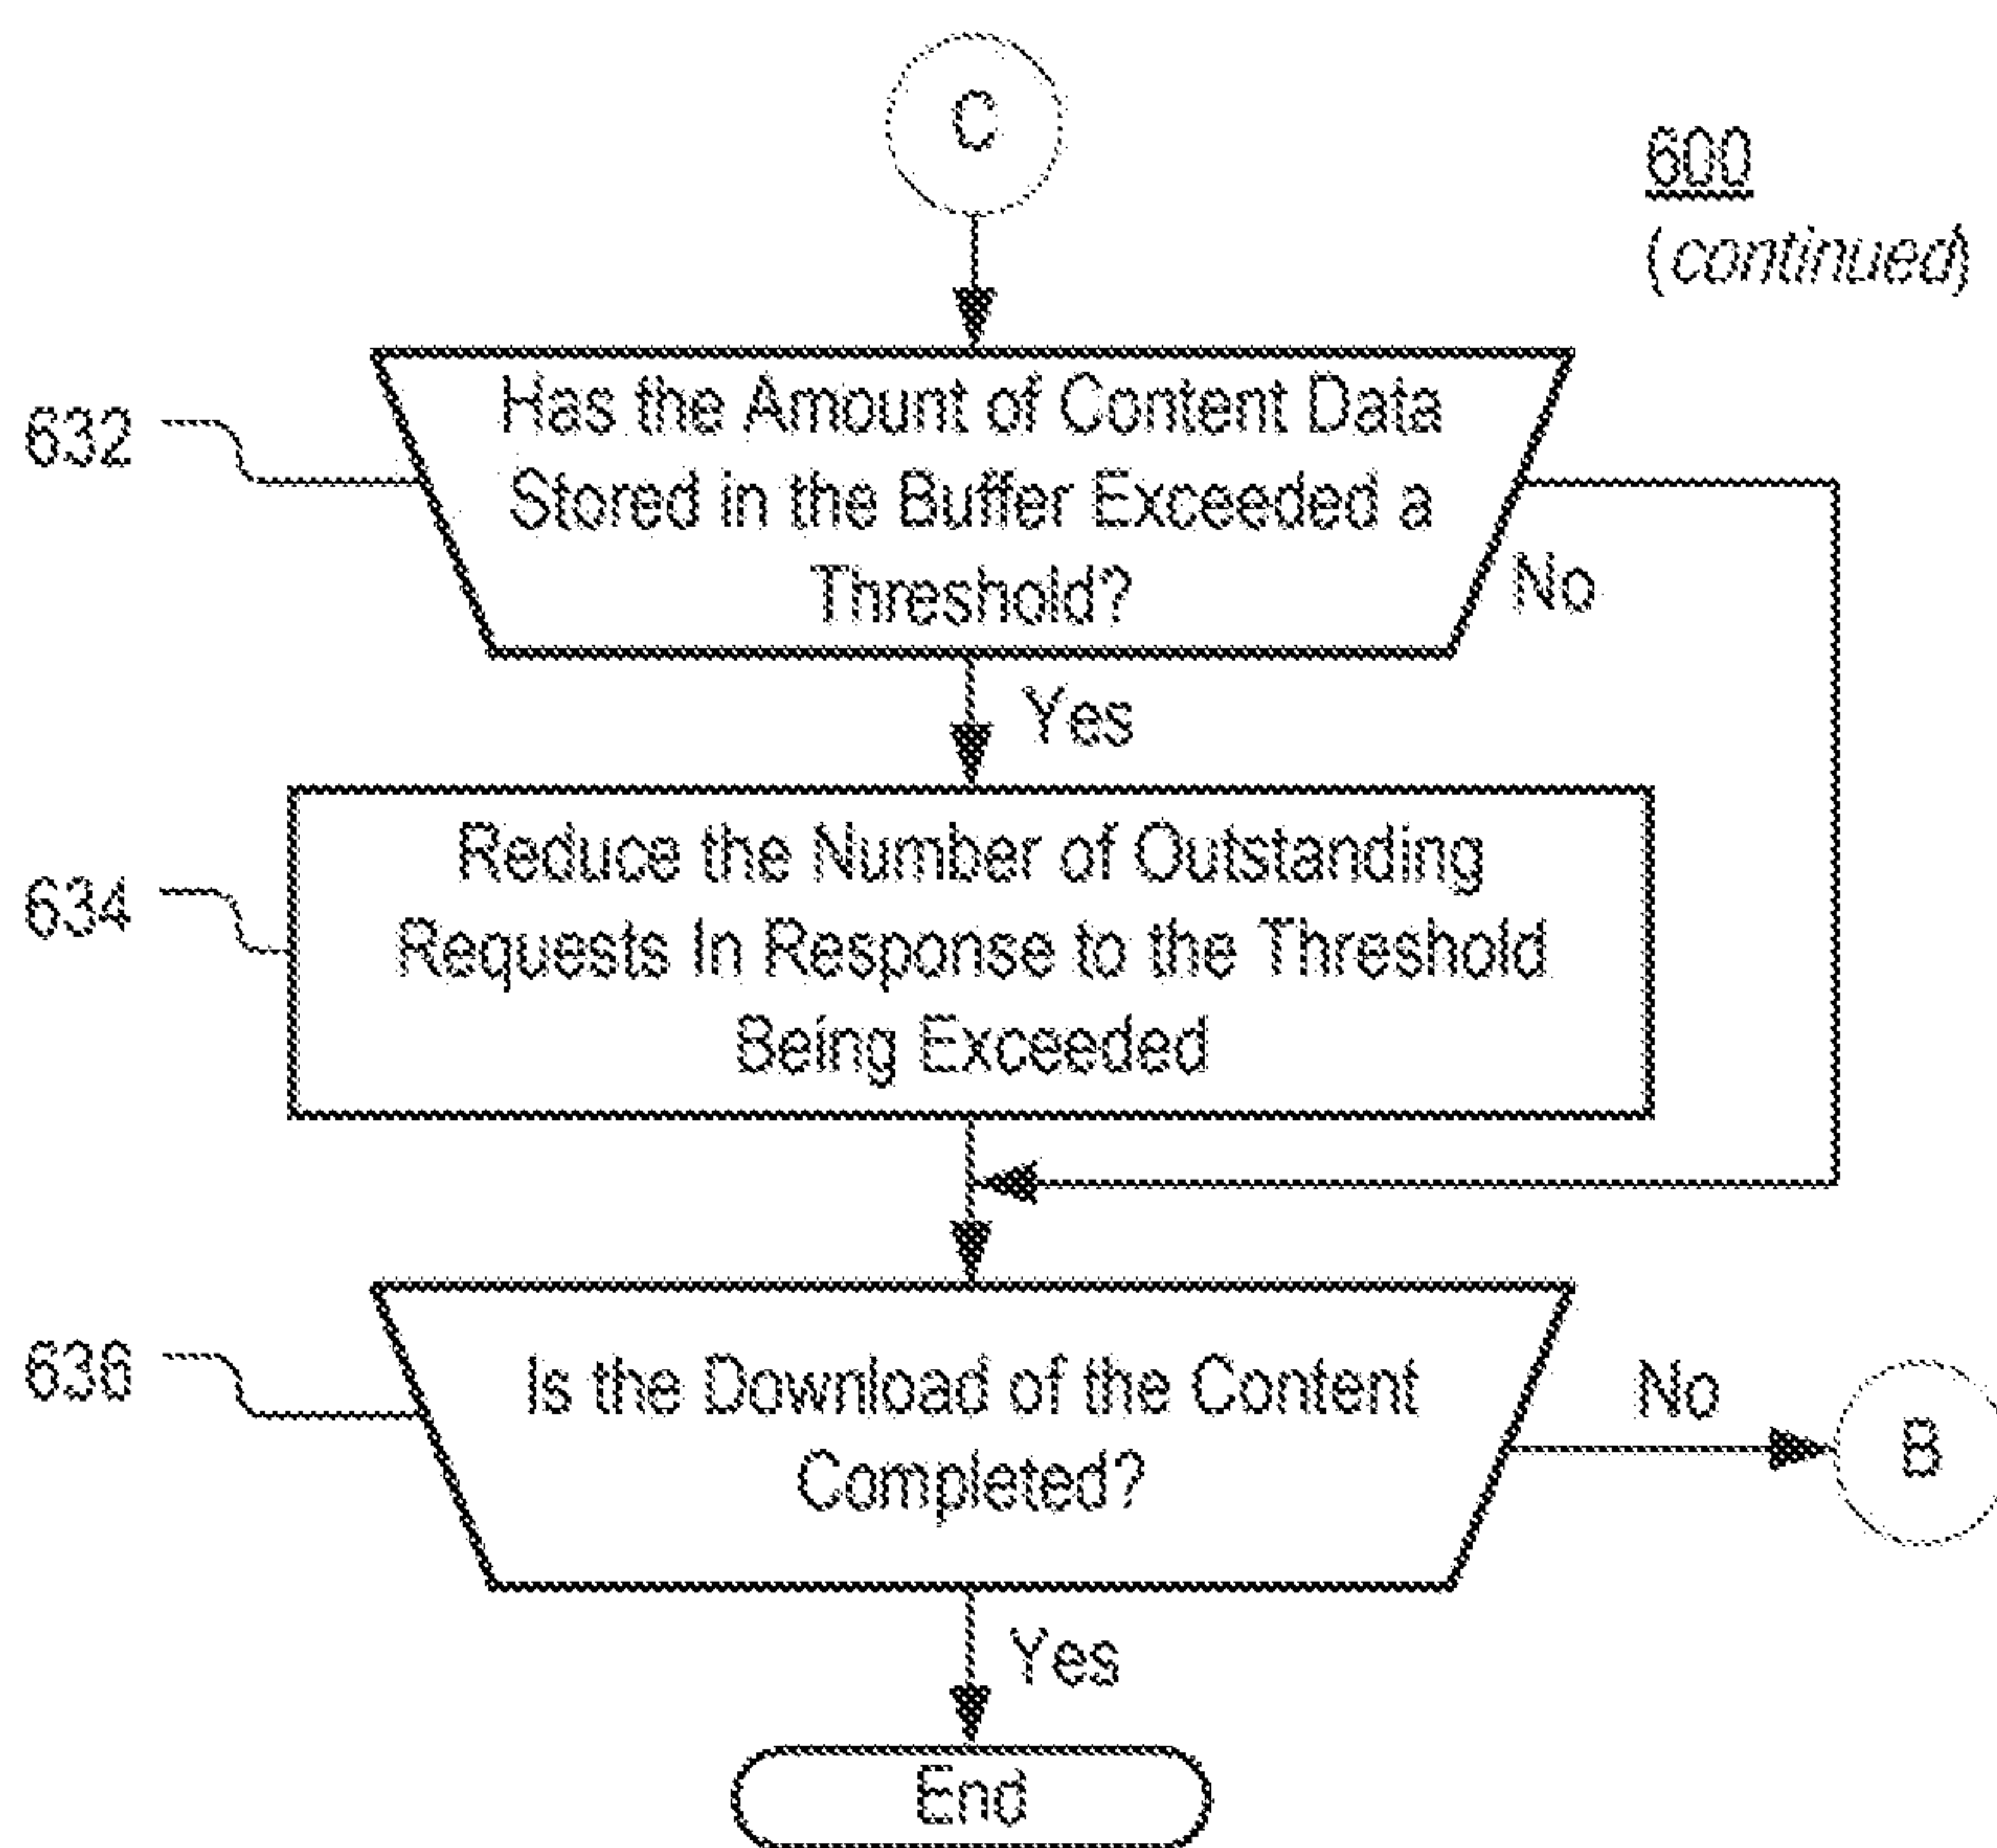 C
600
(continued)
632
Has the Amount of Content Data
Stored in the Buffer Exceeded a
Threshold?
No
Yes
634
Reduce the Number of Outstanding
Requests In Response to the Threshold
Being Exceeded
636
Is the Download of the Content
Completed?
No
B
Yes
End